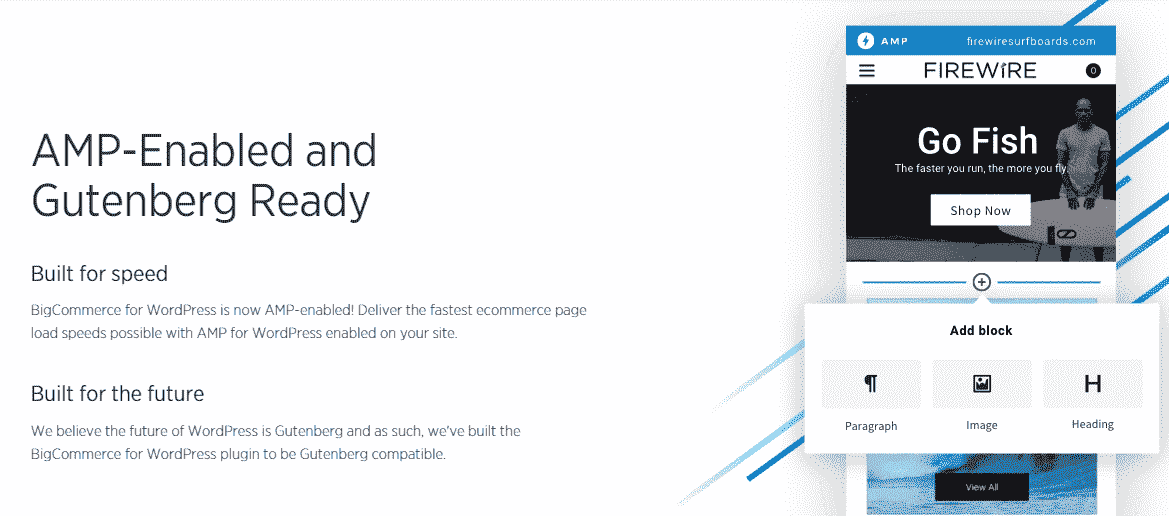 AMP-Enabled and
Gutenberg Ready
Built for speed
BigCommerce for WordPress is now AMP-enabled! Deliver the fastest ecommerce page
load speeds possible with AMP for WordPress enabled on your site.
Built for the future
We believe the future of WordPress is Gutenberg and as such, we've built the
BigCommerce for WordPress plugin to be Gutenberg compatible.
AMP firewiresurfboards.com
FIREWIRE 0
Go Fish
The faster you run, the more you fly.
Shop Now
Add block
Paragraph Image Heading
View All